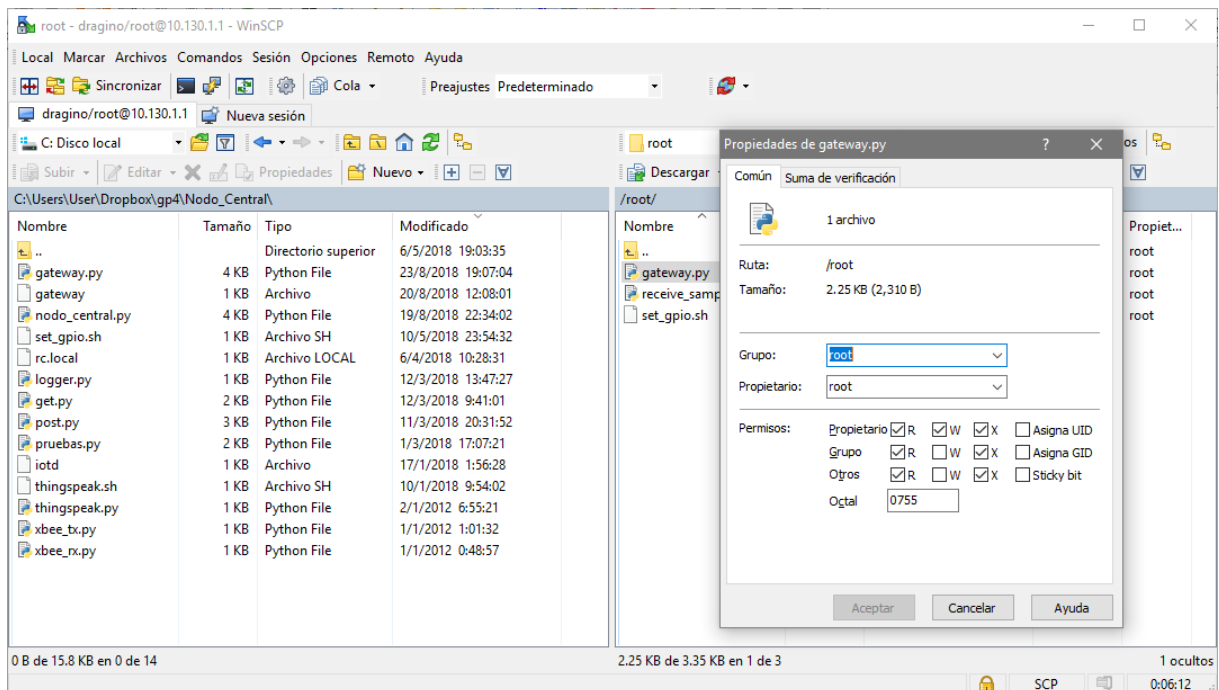 root - dragino/root@10.130.1.1 - WinSCP
Local Marcar Archivos Comandos Sesión Opciones Remoto Ayuda
Sincronizar Cola Preajustes Predeterminado
dragino/root@10.130.1.1 Nueva sesión
C: Disco local
Subir Editar Propiedades Nuevo
C:\Users\User\Dropbox\gp4\Nodo_Central\
Nombre Tamaño Tipo Modificado
.. Directorio superior 6/5/2018 19:03:35
gateway.py 4 KB Python File 23/8/2018 19:07:04
gateway 1 KB Archivo 20/8/2018 12:08:01
nodo_central.py 4 KB Python File 19/8/2018 22:34:02
set_gpio.sh 1 KB Archivo SH 10/5/2018 23:54:32
rc.local 1 KB Archivo LOCAL 6/4/2018 10:28:31
logger.py 1 KB Python File 12/3/2018 13:47:27
get.py 2 KB Python File 12/3/2018 9:41:01
post.py 3 KB Python File 11/3/2018 20:31:52
pruebas.py 2 KB Python File 1/3/2018 17:07:21
iotd 1 KB Archivo 17/1/2018 1:56:28
thingspeak.sh 1 KB Archivo SH 10/1/2018 9:54:02
thingspeak.py 1 KB Python File 2/1/2012 6:55:21
xbee_tx.py 1 KB Python File 1/1/2012 1:01:32
xbee_rx.py 1 KB Python File 1/1/2012 0:48:57
0 B de 15.8 KB en 0 de 14
root
os
Descargar
/root/
Nombre Propiet...
.. root
gateway.py root
receive_samp root
set_gpio.sh root
Propiedades de gateway.py ? ×
Común Suma de verificación
1 archivo
Ruta: /root
Tamaño: 2.25 KB (2,310 B)
Grupo: root
Propietario: root
Permisos: Propietario R W X Asigna UID
Grupo R W X Asigna GID
Otros R W X Sticky bit
Octal 0755
Aceptar Cancelar Ayuda
2.25 KB de 3.35 KB en 1 de 3 1 ocultos
SCP 0:06:12